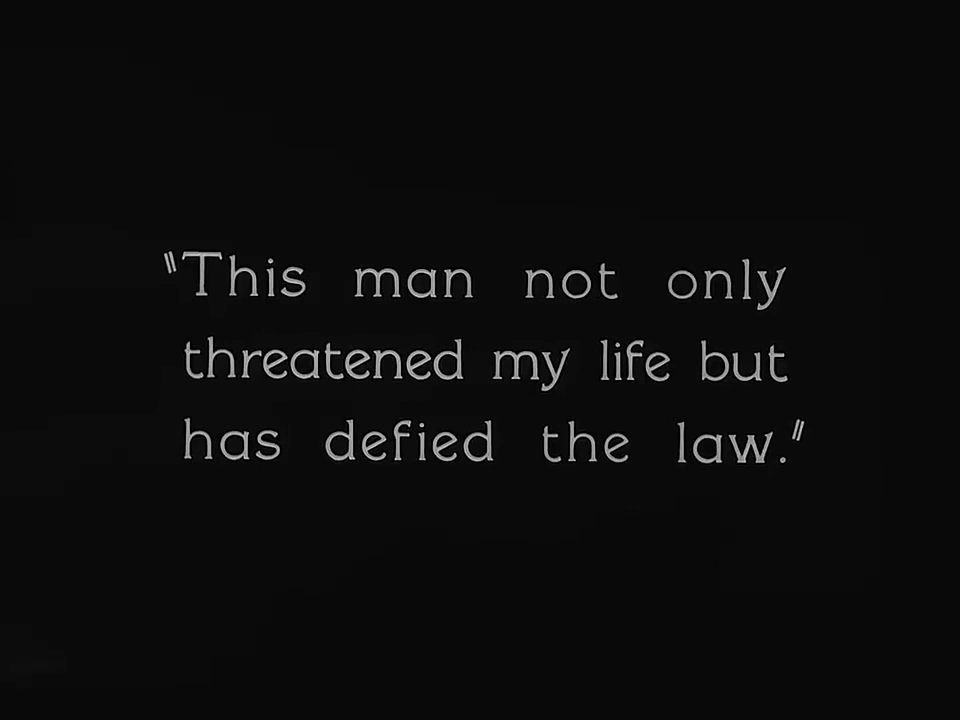 "This man not only
threatened my life but
has defied the law."